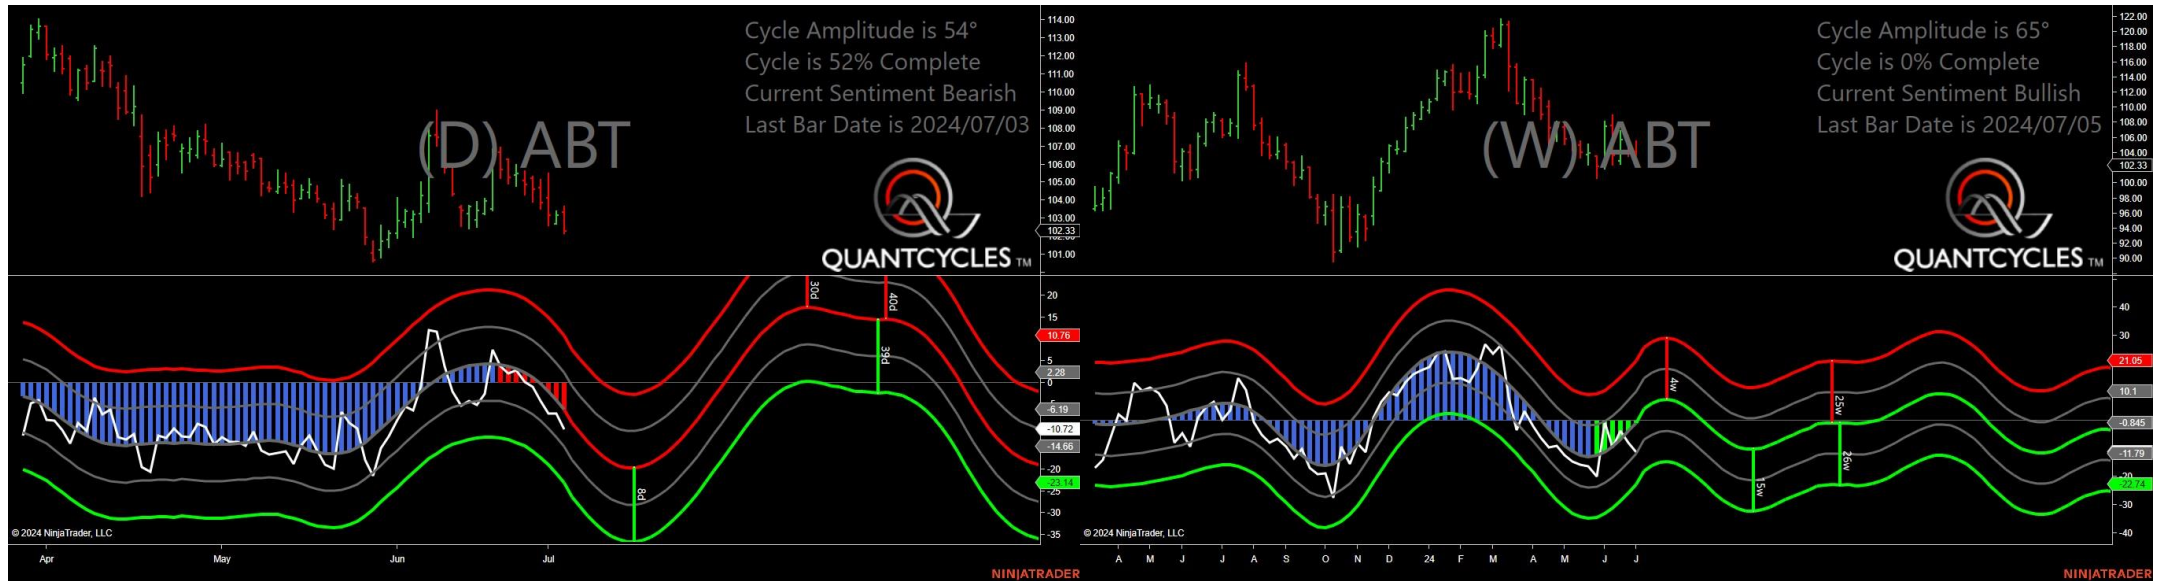 Cycle Amplitude is 54°
Cycle is 52% Complete
Current Sentiment Bearish
Last Bar Date is 2024/07/03
(D) ABT
QUANTCYCLES TM
114.00
113.00
112.00
111.00
110.00
109.00
108.00
107.00
106.00
105.00
104.00
103.00
102.33
101.00
30d
40d
39d
8d
20
15
10.76
5
2.28
0
-6.19
-10.72
-14.66
-20
-23.14
-25
-30
-35
© 2024 NinjaTrader, LLC
Apr May Jun Jul
NINJATRADER
Cycle Amplitude is 65°
Cycle is 0% Complete
Current Sentiment Bullish
Last Bar Date is 2024/07/05
(W) ABT
QUANTCYCLES TM
122.00
120.00
118.00
116.00
114.00
112.00
110.00
108.00
106.00
104.00
102.33
100.00
98.00
96.00
94.00
92.00
90.00
4w
25w
26w
15w
40
30
21.05
10.1
-0.845
-11.79
-20
-22.74
-30
-40
© 2024 NinjaTrader, LLC
A M J J A S O N D 24 F M A M J J
NINJATRADER